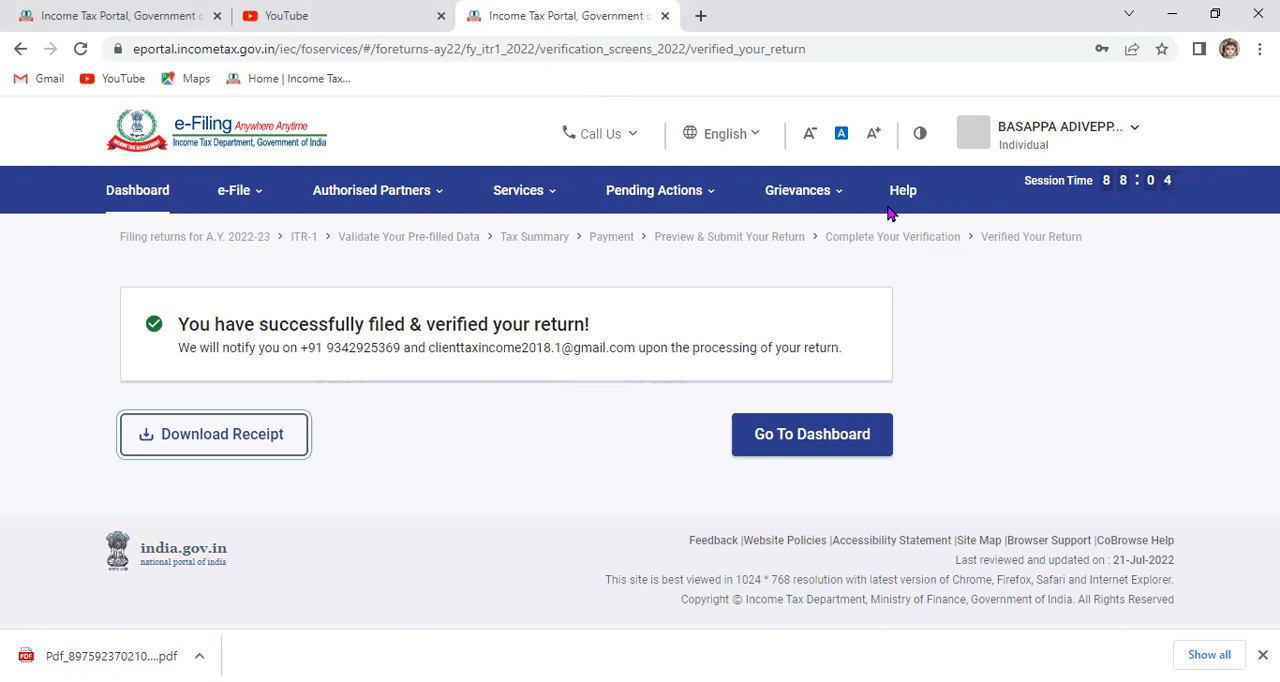 Income Tax Portal, Government o
YouTube
Income Tax Portal, Government o
eportal.incometax.gov.in/iec/foservices/#/foreturns-ay22/fy_itr1_2022/verification_screens_2022/verified_your_return
Gmail YouTube Maps Home | Income Tax...
e-Filing Anywhere Anytime
Income Tax Department, Government of India
Call Us
English
A- A A+
BASAPPA ADIVEPP...
Individual
Dashboard e-File Authorised Partners Services Pending Actions Grievances Help
Session Time 8 8 : 0 4
Filing returns for A.Y. 2022-23 > ITR-1 > Validate Your Pre-filled Data > Tax Summary > Payment > Preview & Submit Your Return > Complete Your Verification > Verified Your Return
You have successfully filed & verified your return!
We will notify you on +91 9342925369 and clienttaxincome2018.1@gmail.com upon the processing of your return.
Download Receipt
Go To Dashboard
india.gov.in
national portal of india
Feedback |Website Policies |Accessibility Statement |Site Map |Browser Support |CoBrowse Help
Last reviewed and updated on : 21-Jul-2022
This site is best viewed in 1024 * 768 resolution with latest version of Chrome, Firefox, Safari and Internet Explorer.
Copyright © Income Tax Department, Ministry of Finance, Government of India. All Rights Reserved
PDF
Pdf_897592370210....pdf
Show all